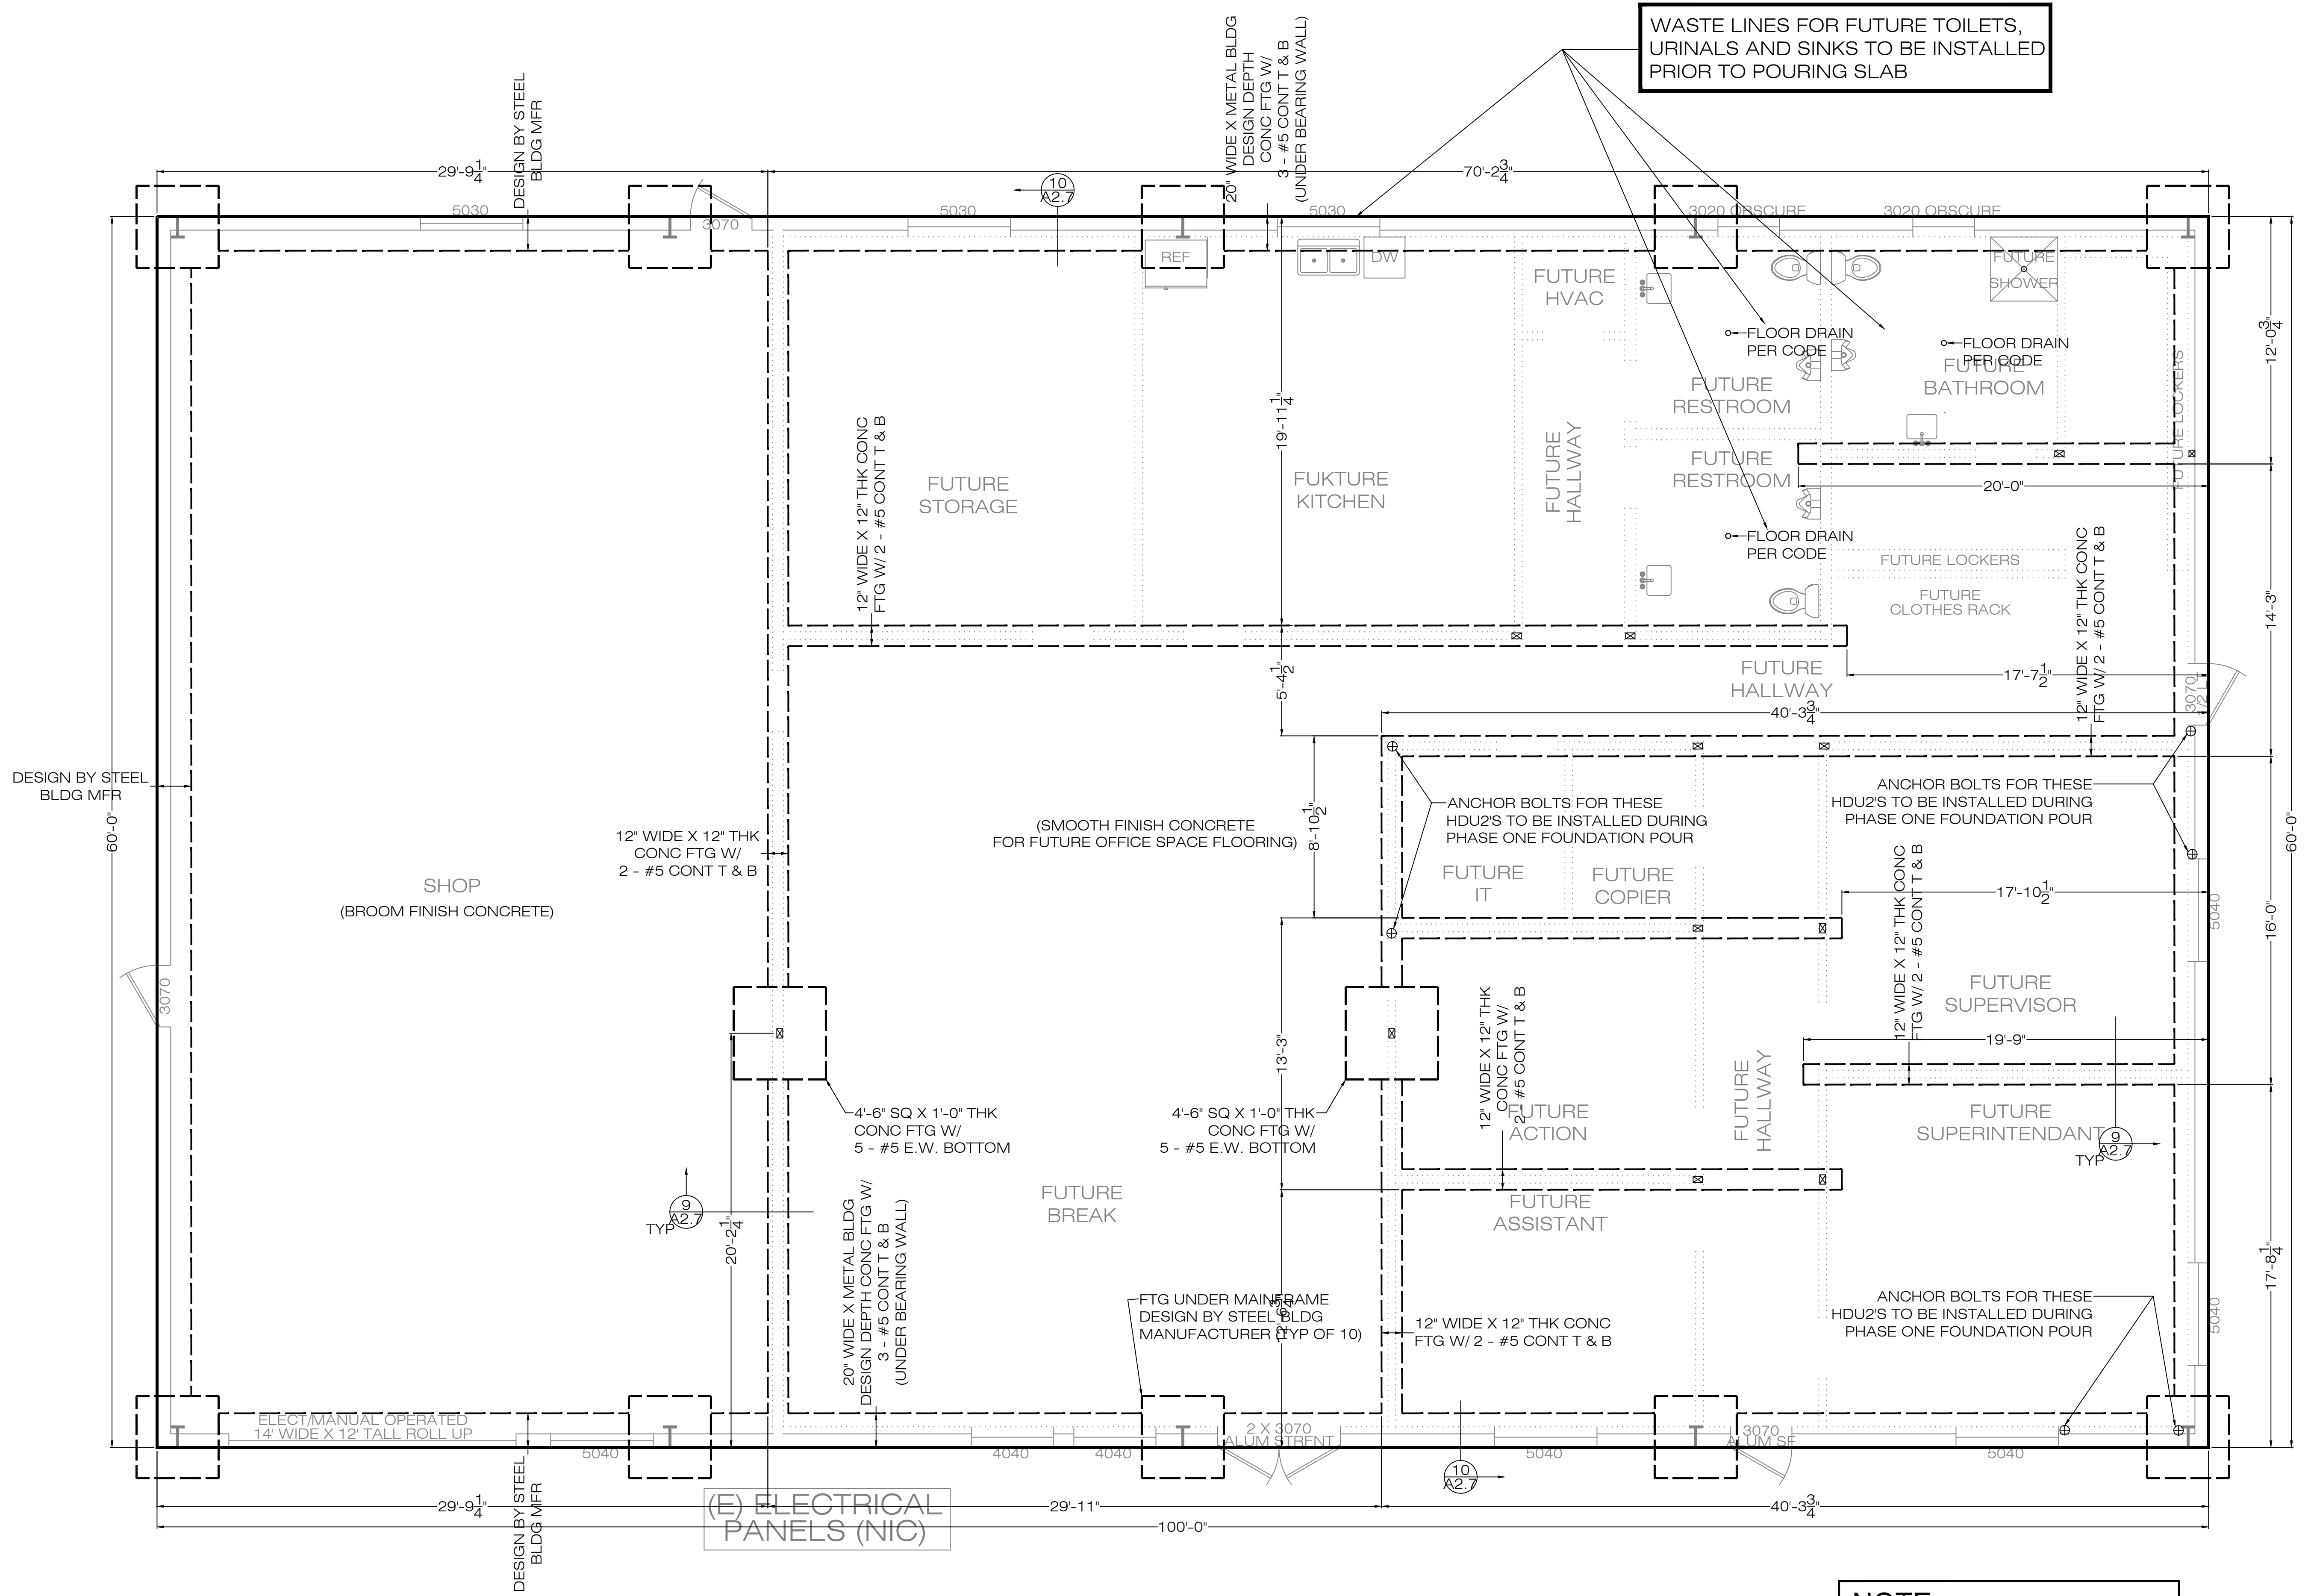 WASTE LINES FOR FUTURE TOILETS,
URINALS AND SINKS TO BE INSTALLED
PRIOR TO POURING SLAB
DESIGN BY STEEL
BLDG MFR
20" WIDE X METAL BLDG
DESIGN DEPTH
CONC FTG W/
3 - #5 CONT T & B
(UNDER BEARING WALL)
29'-9 1/4"
70'-2 3/4"
10
A2.7
5030
3070
5030
5030
3020 OBSCURE
3020 OBSCURE
REF
DW
FUTURE
HVAC
FUTURE
SHOWER
FLOOR DRAIN
PER CODE
FLOOR DRAIN
PER CODE
FUTURE
BATHROOM
FUTURE
RESTROOM
FUTURE LOCKERS
12'-0 3/4"
19'-11 1/4"
12" WIDE X 12" THK CONC
FTG W/ 2 - #5 CONT T & B
FUTURE
STORAGE
FUKTURE
KITCHEN
FUTURE
HALLWAY
FUTURE
RESTROOM
20'-0"
FLOOR DRAIN
PER CODE
FUTURE LOCKERS
FUTURE
CLOTHES RACK
12" WIDE X 12" THK CONC
FTG W/ 2 - #5 CONT T & B
14'-3"
5'-4 1/2"
FUTURE
HALLWAY
17'-7 1/2"
3070
40'-3 3/4"
DESIGN BY STEEL
BLDG MFR
60'-0"
12" WIDE X 12" THK
CONC FTG W/
2 - #5 CONT T & B
(SMOOTH FINISH CONCRETE
FOR FUTURE OFFICE SPACE FLOORING)
8'-10 1/2"
ANCHOR BOLTS FOR THESE
HDU2'S TO BE INSTALLED DURING
PHASE ONE FOUNDATION POUR
ANCHOR BOLTS FOR THESE
HDU2'S TO BE INSTALLED DURING
PHASE ONE FOUNDATION POUR
60'-0"
SHOP
(BROOM FINISH CONCRETE)
FUTURE
IT
FUTURE
COPIER
17'-10 1/2"
5040
16'-0"
12" WIDE X 12" THK CONC
FTG W/ 2 - #5 CONT T & B
3070
FUTURE
SUPERVISOR
13'-3"
12" WIDE X 12" THK
CONC FTG W/
2 - #5 CONT T & B
19'-9"
4'-6" SQ X 1'-0" THK
CONC FTG W/
5 - #5 E.W. BOTTOM
4'-6" SQ X 1'-0" THK
CONC FTG W/
5 - #5 E.W. BOTTOM
FUTURE
ACTION
FUTURE
HALLWAY
FUTURE
SUPERINTENDANT
9
A2.7
TYP
9
A2.7
TYP
20'-2 1/4"
20" WIDE X METAL BLDG
DESIGN DEPTH CONC FTG W/
3 - #5 CONT T & B
(UNDER BEARING WALL)
FUTURE
BREAK
FUTURE
ASSISTANT
17'-8 1/4"
FTG UNDER MAINFRAME
DESIGN BY STEEL BLDG
MANUFACTURER (TYP OF 10)
12'-6 3/4"
12" WIDE X 12" THK CONC
FTG W/ 2 - #5 CONT T & B
ANCHOR BOLTS FOR THESE
HDU2'S TO BE INSTALLED DURING
PHASE ONE FOUNDATION POUR
5040
ELECT/MANUAL OPERATED
14' WIDE X 12' TALL ROLL UP
5040
4040
4040
2 X 3070
ALUM STRFNT
5040
3070
ALUM SF
5040
10
A2.7
DESIGN BY STEEL
BLDG MFR
29'-9 1/4"
(E) ELECTRICAL
PANELS (NIC)
29'-11"
40'-3 3/4"
100'-0"
NOTE